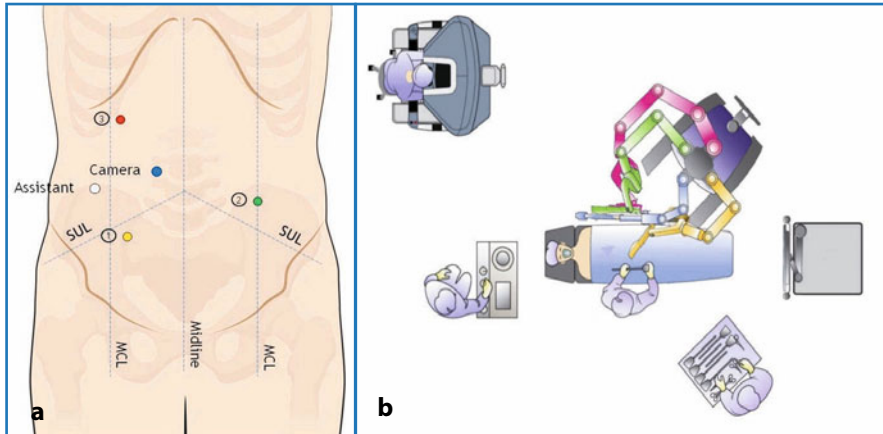 3
Camera
Assistant
2
SUL
1
SUL
MCL
Midline
MCL
a
b